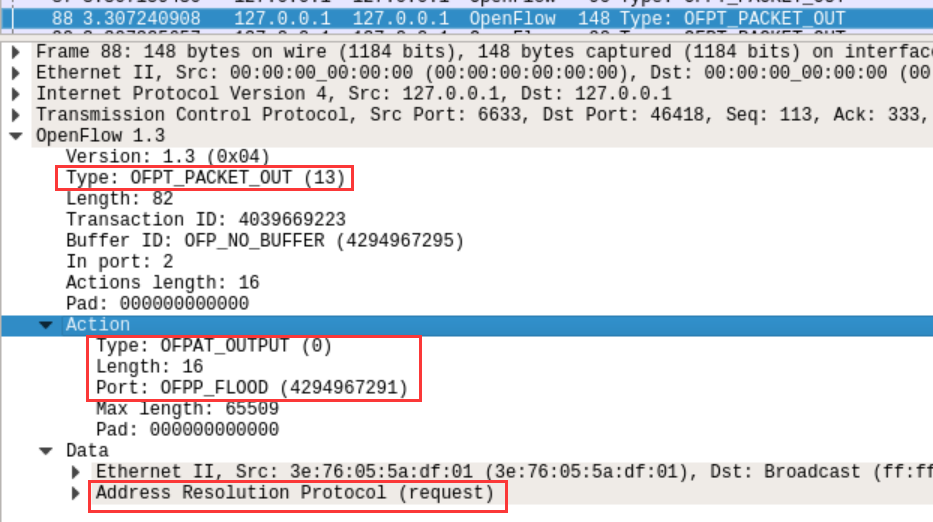 88 3.307240908 127.0.0.1 127.0.0.1 OpenFlow 148 Type: OFPT_PACKET_OUT
Frame 88: 148 bytes on wire (1184 bits), 148 bytes captured (1184 bits) on interfac
Ethernet II, Src: 00:00:00_00:00:00 (00:00:00:00:00:00), Dst: 00:00:00_00:00:00 (00
Internet Protocol Version 4, Src: 127.0.0.1, Dst: 127.0.0.1
Transmission Control Protocol, Src Port: 6633, Dst Port: 46418, Seq: 113, Ack: 333,
OpenFlow 1.3
Version: 1.3 (0x04)
Type: OFPT_PACKET_OUT (13)
Length: 82
Transaction ID: 4039669223
Buffer ID: OFP_NO_BUFFER (4294967295)
In port: 2
Actions length: 16
Pad: 000000000000
Action
Type: OFPAT_OUTPUT (0)
Length: 16
Port: OFPP_FLOOD (4294967291)
Max length: 65509
Pad: 000000000000
Data
Ethernet II, Src: 3e:76:05:5a:df:01 (3e:76:05:5a:df:01), Dst: Broadcast (ff:ff
Address Resolution Protocol (request)